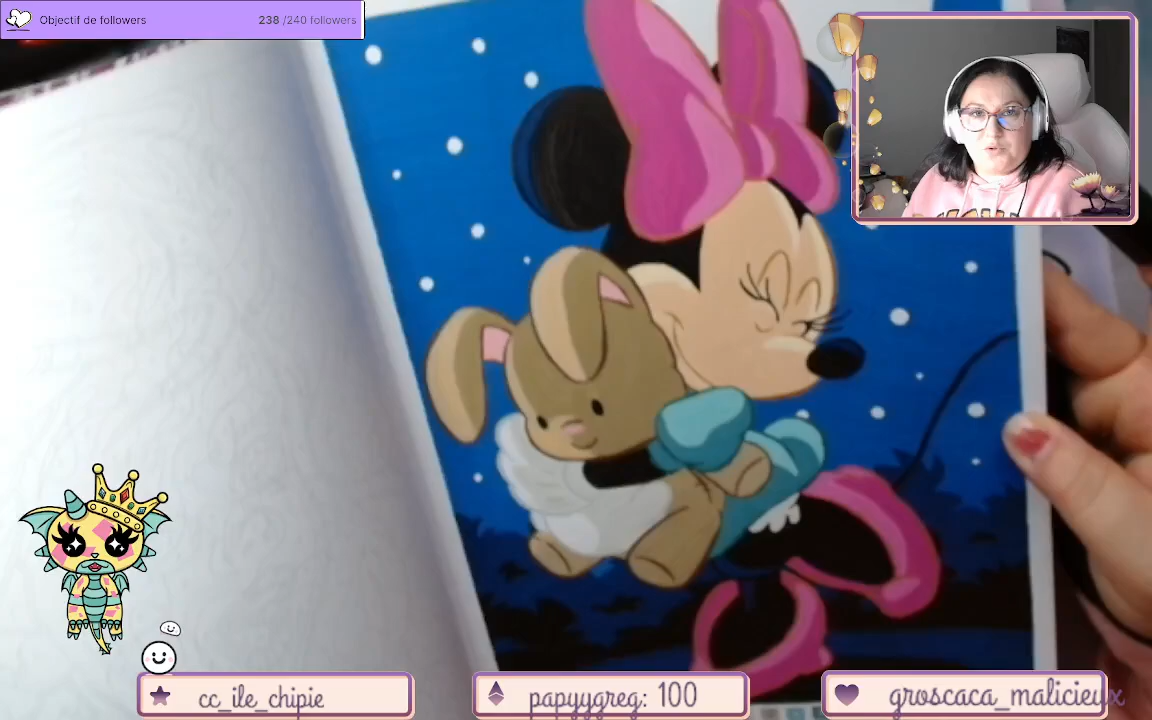 Objectif de followers
238 /240 followers
cc_ile_chipie
papyygreg: 100
groscaca_malicieux